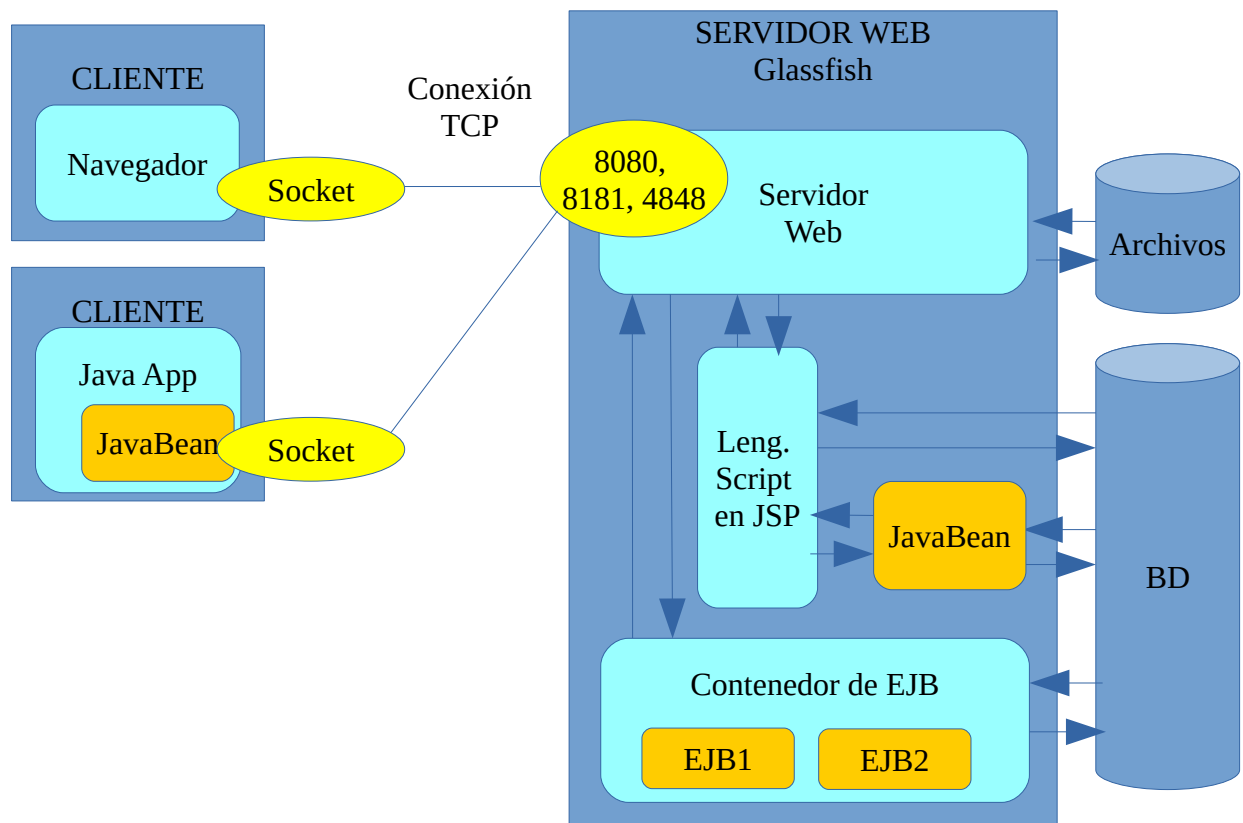 CLIENTE
Navegador
Socket
Conexión
TCP
CLIENTE
Java App
JavaBean
Socket
SERVIDOR WEB
Glassfish
8080,
8181, 4848
Servidor
Web
Archivos
Leng.
Script
en JSP
JavaBean
BD
Contenedor de EJB
EJB1
EJB2